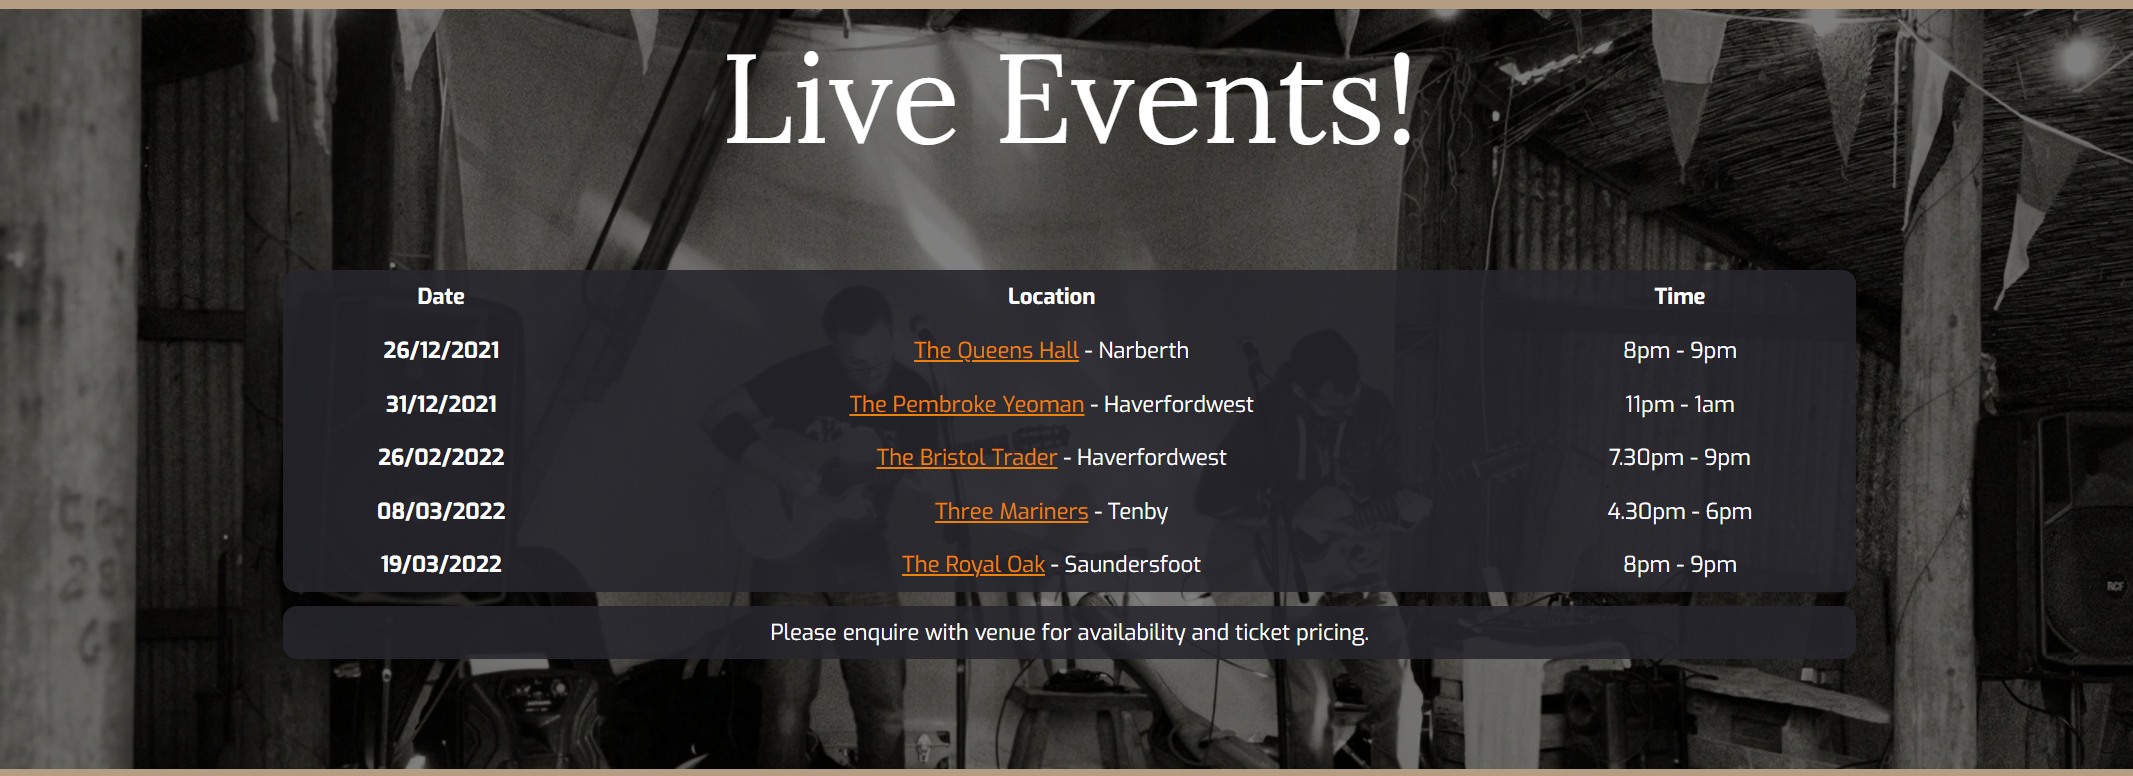 Live Events!
Date Location Time
26/12/2021 The Queens Hall - Narberth 8pm - 9pm
31/12/2021 The Pembroke Yeoman - Haverfordwest 11pm - 1am
26/02/2022 The Bristol Trader - Haverfordwest 7.30pm - 9pm
08/03/2022 Three Mariners - Tenby 4.30pm - 6pm
19/03/2022 The Royal Oak - Saundersfoot 8pm - 9pm
RCF
Please enquire with venue for availability and ticket pricing.